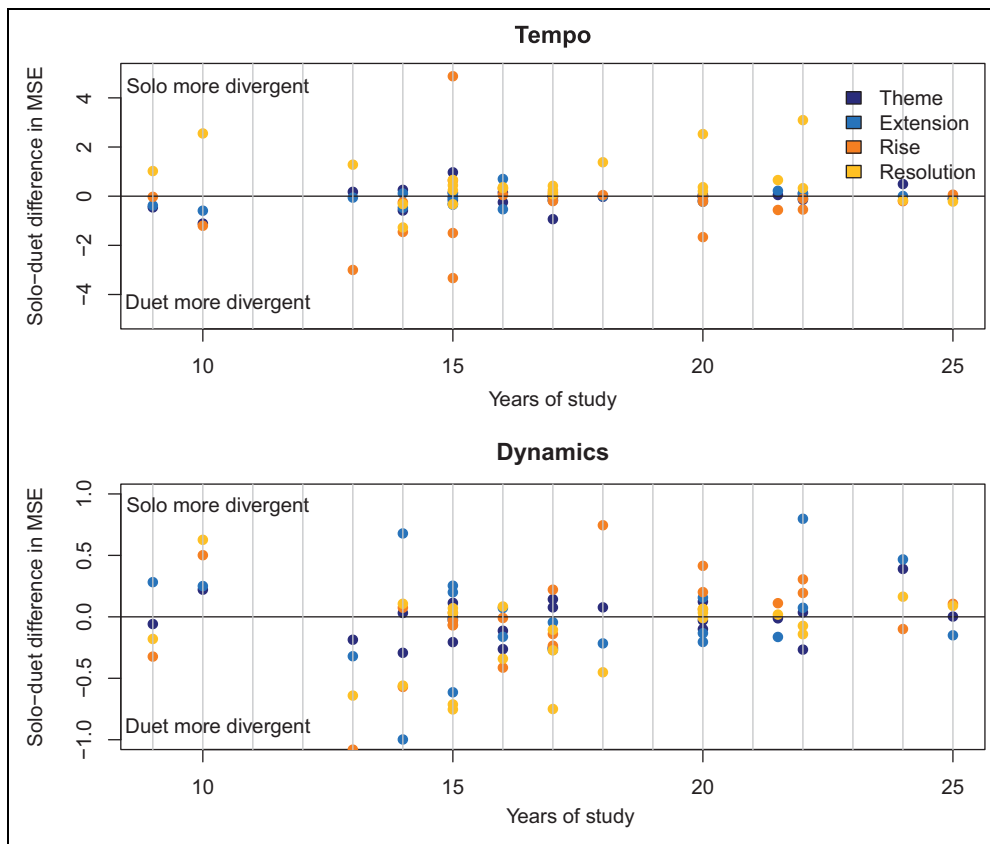 Tempo
Solo−duet difference in MSE
4
2
0
−2
−4
Solo more divergent
Duet more divergent
Theme
Extension
Rise
Resolution
10
15
20
25
Years of study
Dynamics
Solo−duet difference in MSE
1.0
0.5
0.0
−0.5
−1.0
Solo more divergent
Duet more divergent
10
15
20
25
Years of study